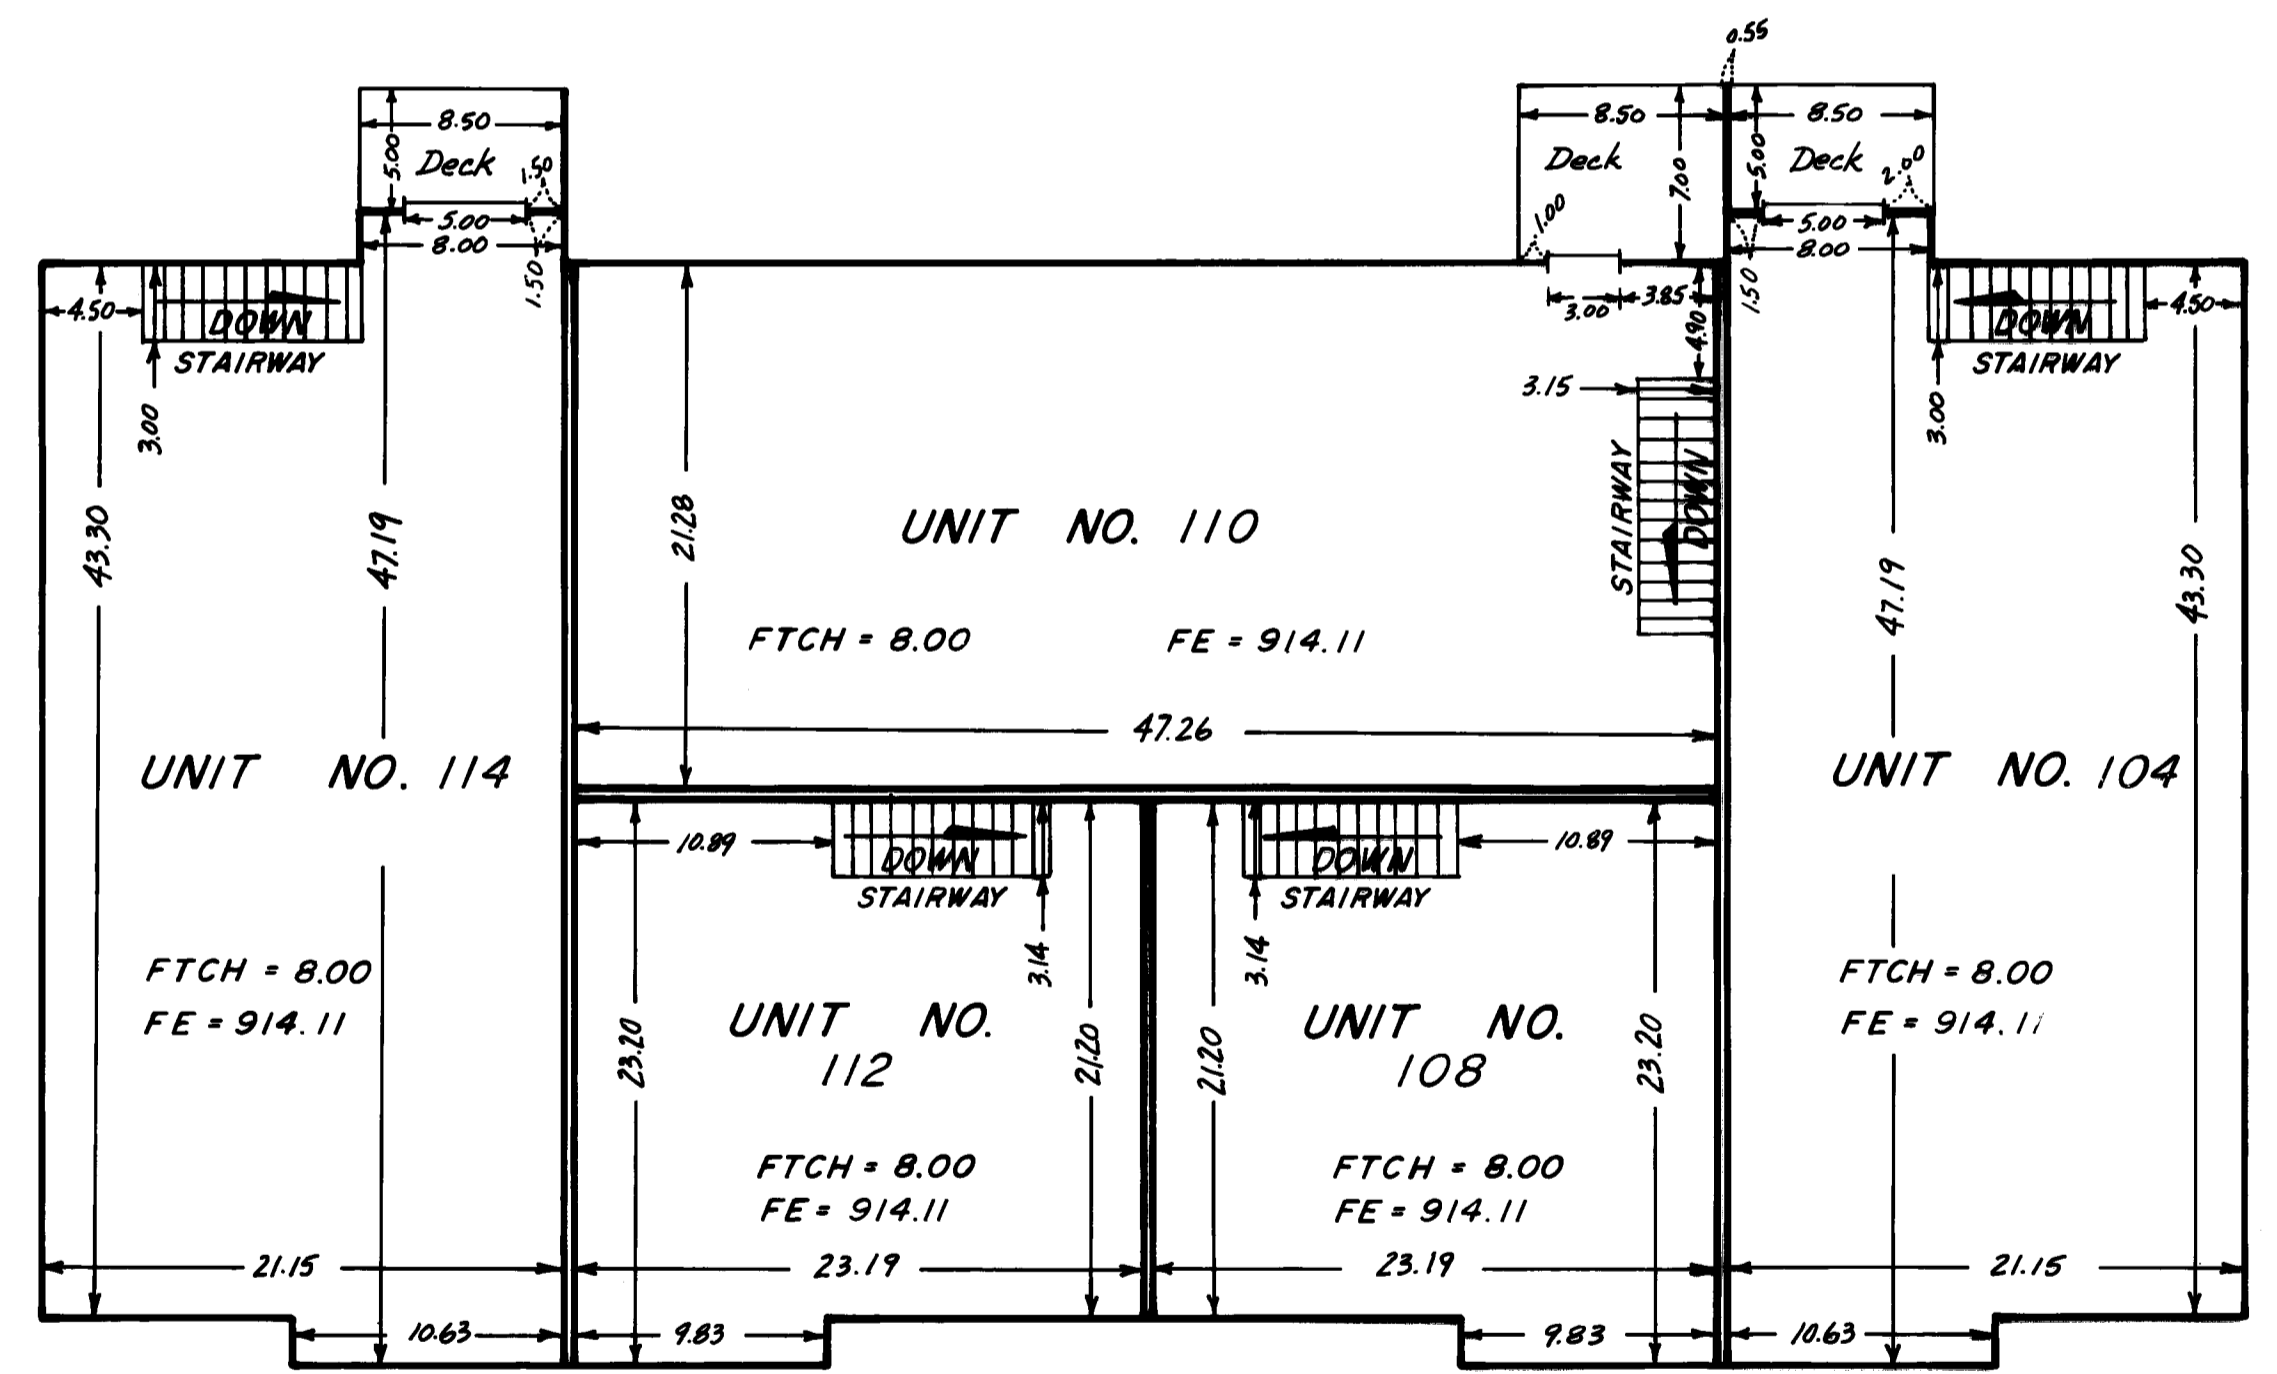 0.55
8.50
8.50
8.50
5.00
Deck
1.50
Deck
7.00
5.00
Deck
2.00
5.00
8.00
1.50
1.00
5.00
8.00
1.50
4.50
DOWN
STAIRWAY
3.00
3.00
3.85
4.90
3.15
DOWN
STAIRWAY
DOWN
4.50
STAIRWAY
3.00
43.30
47.19
21.28
UNIT NO. 110
47.19
43.30
FTCH = 8.00
FE = 914.11
47.26
UNIT NO. 114
UNIT NO. 104
10.89
DOWN
STAIRWAY
3.14
DOWN
STAIRWAY
3.14
10.89
FTCH = 8.00
FE = 914.11
23.20
UNIT NO.
112
21.20
21.20
UNIT NO.
108
23.20
FTCH = 8.00
FE = 914.11
FTCH = 8.00
FE = 914.11
FTCH = 8.00
FE = 914.11
21.15
23.19
23.19
21.15
10.63
9.83
9.83
10.63